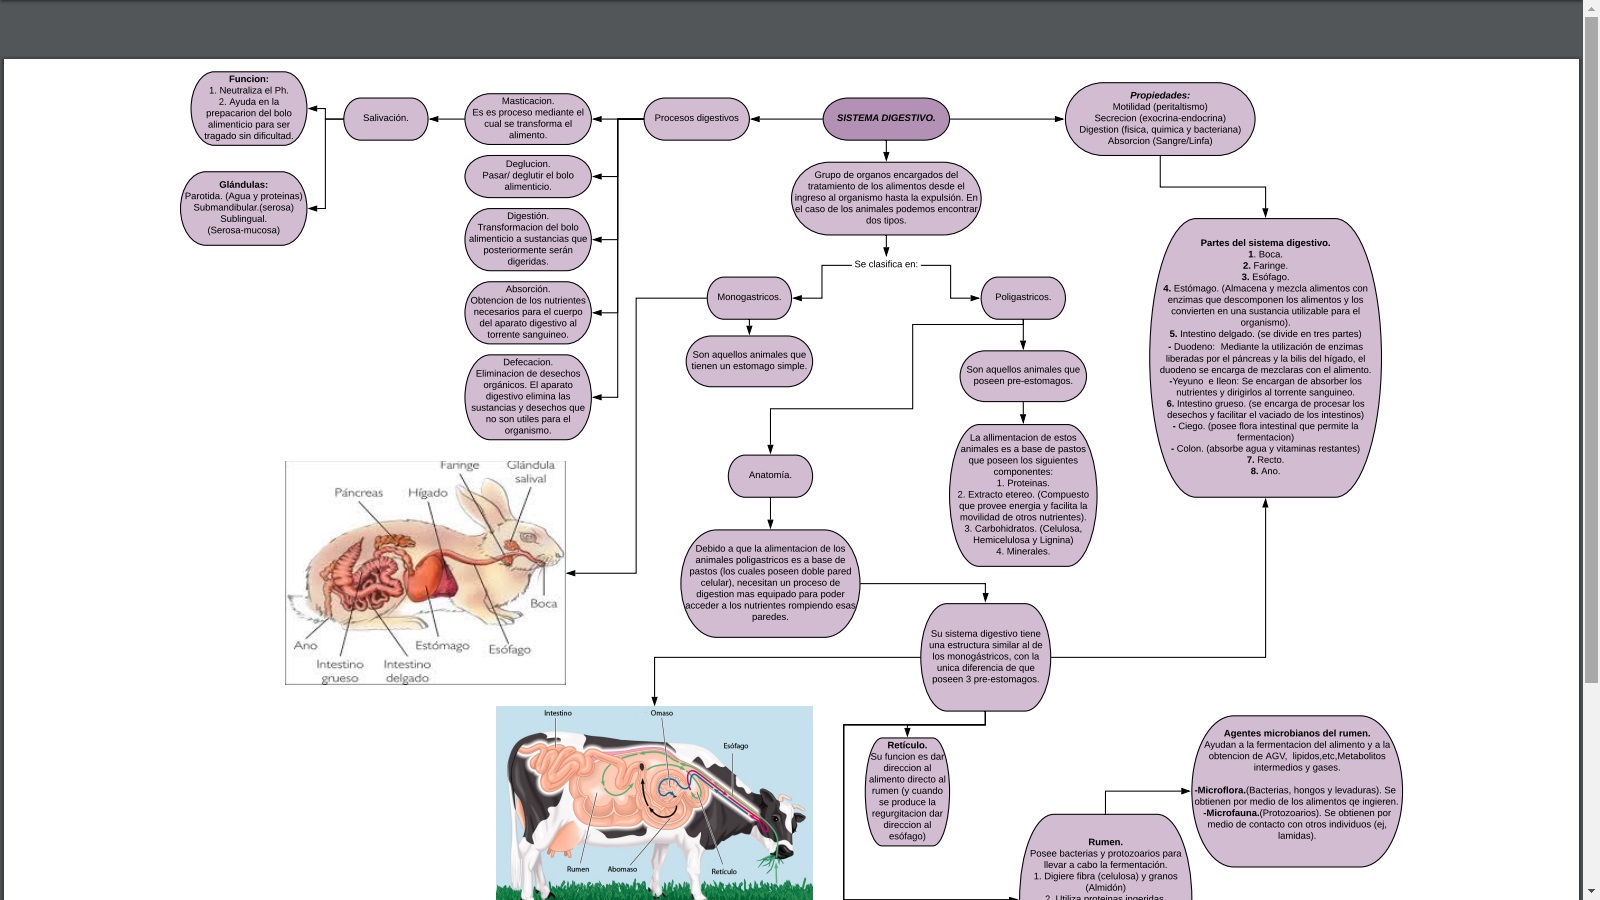 Funcion:
1. Neutraliza el Ph.
2. Ayuda en la
prepacarion del bolo
alimenticio para ser
tragado sin dificultad.
Glándulas:
Parotida. (Agua y proteinas)
Submandibular.(serosa)
Sublingual.
(Serosa-mucosa)
Salivación.
Masticacion.
Es es proceso mediante el
cual se transforma el
alimento.
Deglucion.
Pasar/ deglutir el bolo
alimenticio.
Digestión.
Transformacion del bolo
alimenticio a sustancias que
posteriormente serán
digeridas.
Absorción.
Obtencion de los nutrientes
necesarios para el cuerpo
del aparato digestivo al
torrente sanguineo.
Defecacion.
Eliminacion de desechos
orgánicos. El aparato
digestivo elimina las
sustancias y desechos que
no son utiles para el
organismo.
Procesos digestivos
SISTEMA DIGESTIVO.
Grupo de organos encargados del
tratamiento de los alimentos desde el
ingreso al organismo hasta la expulsión. En
el caso de los animales podemos encontrar
dos tipos.
Se clasifica en:
Monogastricos.
Son aquellos animales que
tienen un estomago simple.
Poligastricos.
Son aquellos animales que
poseen pre-estomagos.
La allimentacion de estos
animales es a base de pastos
que poseen los siguientes
componentes:
1. Proteinas.
2. Extracto etereo. (Compuesto
que provee energia y facilita la
movilidad de otros nutrientes).
3. Carbohidratos. (Celulosa,
Hemicelulosa y Lignina)
4. Minerales.
Anatomía.
Debido a que la alimentacion de los
animales poligastricos es a base de
pastos (los cuales poseen doble pared
celular), necesitan un proceso de
digestion mas equipado para poder
acceder a los nutrientes rompiendo esas
paredes.
Su sistema digestivo tiene
una estructura similar al de
los monogástricos, con la
unica diferencia de que
poseen 3 pre-estomagos.
Propiedades:
Motilidad (peritaltismo)
Secrecion (exocrina-endocrina)
Digestion (fisica, quimica y bacteriana)
Absorcion (Sangre/Linfa)
Partes del sistema digestivo.
1. Boca.
2. Faringe.
3. Esófago.
4. Estómago. (Almacena y mezcla alimentos con
enzimas que descomponen los alimentos y los
convierten en una sustancia utilizable para el
organismo).
5. Intestino delgado. (se divide en tres partes)
- Duodeno: Mediante la utilización de enzimas
liberadas por el páncreas y la bilis del hígado, el
duodeno se encarga de mezclaras con el alimento.
-Yeyuno e Ileon: Se encargan de absorber los
nutrientes y dirigirlos al torrente sanguineo.
6. Intestino grueso. (se encarga de procesar los
desechos y facilitar el vaciado de los intestinos)
- Ciego. (posee flora intestinal que permite la
fermentacion)
- Colon. (absorbe agua y vitaminas restantes)
7. Recto.
8. Ano.
Faringe
Glándula
salival
Páncreas
Hígado
Boca
Ano
Estómago
Esófago
Intestino
grueso
Intestino
delgado
Intestino
Omaso
Esófago
Rumen
Abomaso
Retículo
Retículo.
Su funcion es dar
direccion al
alimento directo al
rumen (y cuando
se produce la
regurgitacion dar
direccion al
esófago)
Rumen.
Posee bacterias y protozoarios para
llevar a cabo la fermentación.
1. Digiere fibra (celulosa) y granos
(Almidón)
2. Utiliza proteinas ingeridas
Agentes microbianos del rumen.
Ayudan a la fermentacion del alimento y a la
obtencion de AGV, lipidos,etc,Metabolitos
intermedios y gases.
-Microflora.(Bacterias, hongos y levaduras). Se
obtienen por medio de los alimentos qe ingieren.
-Microfauna.(Protozoarios). Se obtienen por
medio de contacto con otros individuos (ej,
lamidas).